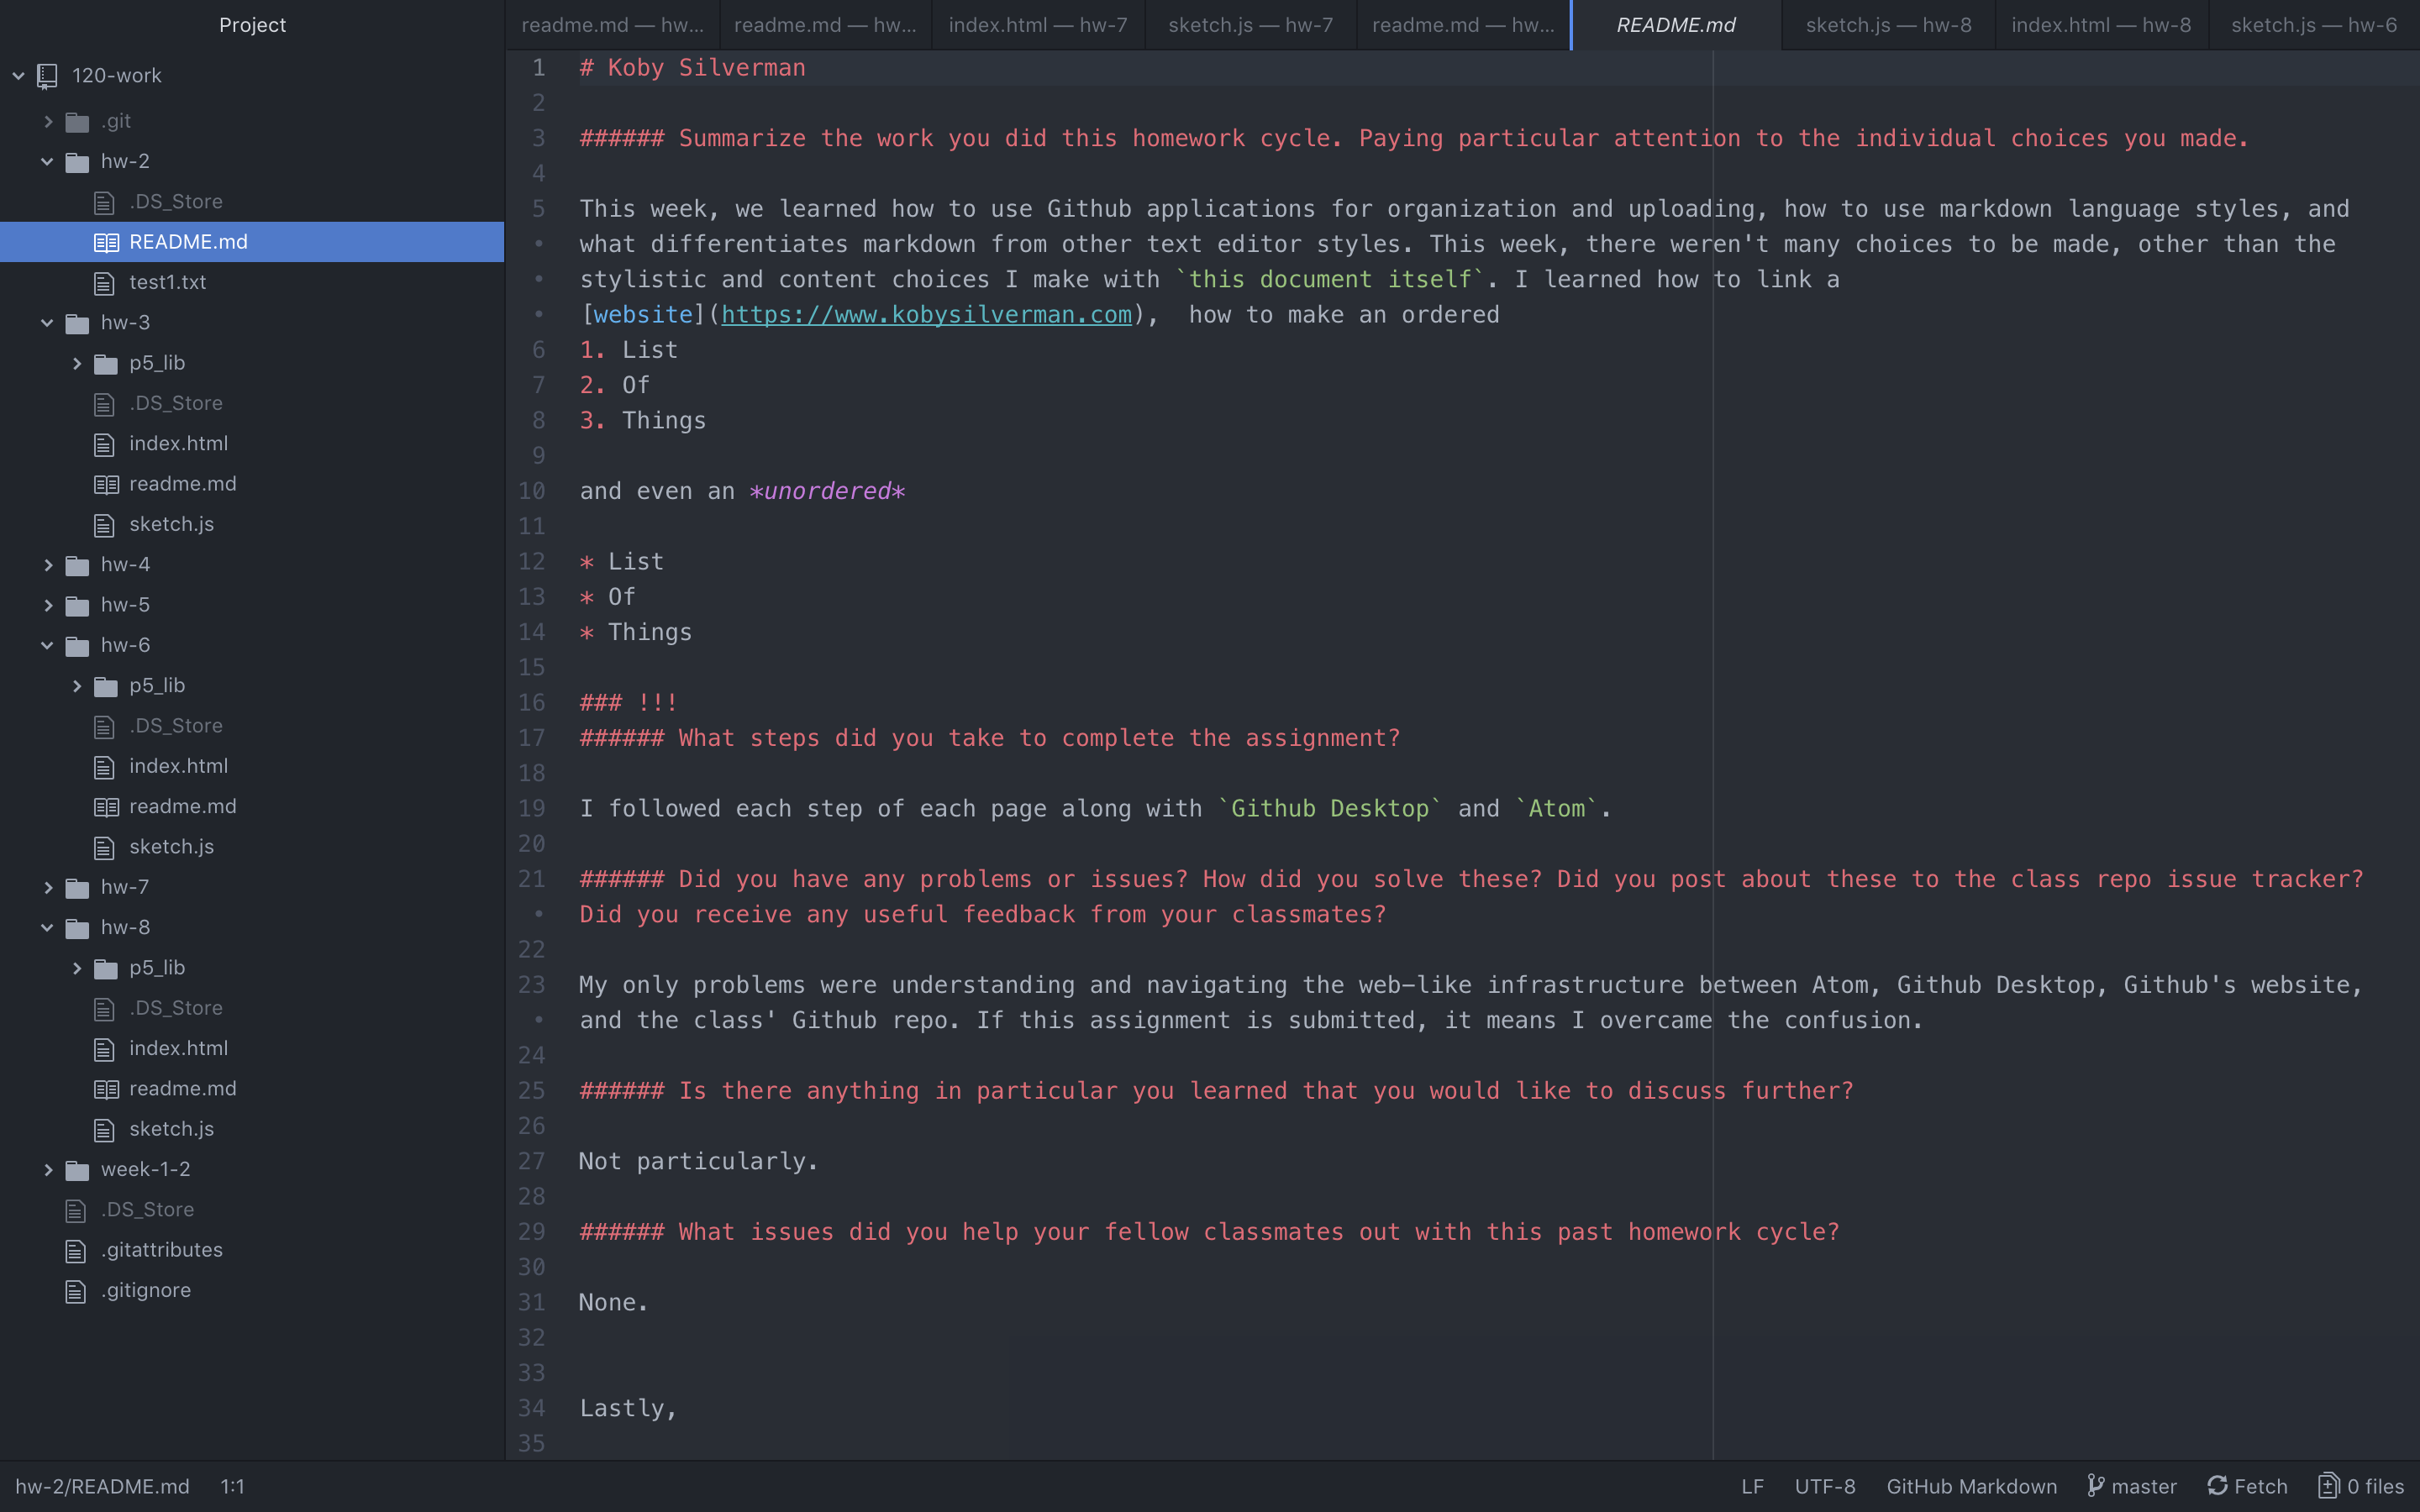 Project
120-work
.git
hw-2
.DS_Store
README.md
test1.txt
hw-3
p5_lib
.DS_Store
index.html
readme.md
sketch.js
hw-4
hw-5
hw-6
p5_lib
.DS_Store
index.html
readme.md
sketch.js
hw-7
hw-8
p5_lib
.DS_Store
index.html
readme.md
sketch.js
week-1-2
.DS_Store
.gitattributes
.gitignore
readme.md — hw...
readme.md — hw...
index.html — hw-7
sketch.js — hw-7
readme.md — hw...
README.md
sketch.js — hw-8
index.html — hw-8
sketch.js — hw-6
1 # Koby Silverman
2
3 ###### Summarize the work you did this homework cycle. Paying particular attention to the individual choices you made.
4
5 This week, we learned how to use Github applications for organization and uploading, how to use markdown language styles, and
• what differentiates markdown from other text editor styles. This week, there weren't many choices to be made, other than the
• stylistic and content choices I make with `this document itself`. I learned how to link a
• [website](https://www.kobysilverman.com),  how to make an ordered
6 1. List
7 2. Of
8 3. Things
9
10 and even an *unordered*
11
12 * List
13 * Of
14 * Things
15
16 ### !!!
17 ###### What steps did you take to complete the assignment?
18
19 I followed each step of each page along with `Github Desktop` and `Atom`.
20
21 ###### Did you have any problems or issues? How did you solve these? Did you post about these to the class repo issue tracker?
• Did you receive any useful feedback from your classmates?
22
23 My only problems were understanding and navigating the web-like infrastructure between Atom, Github Desktop, Github's website,
• and the class' Github repo. If this assignment is submitted, it means I overcame the confusion.
24
25 ###### Is there anything in particular you learned that you would like to discuss further?
26
27 Not particularly.
28
29 ###### What issues did you help your fellow classmates out with this past homework cycle?
30
31 None.
32
33
34 Lastly,
35
hw-2/README.md 1:1
LF UTF-8 GitHub Markdown master Fetch 0 files